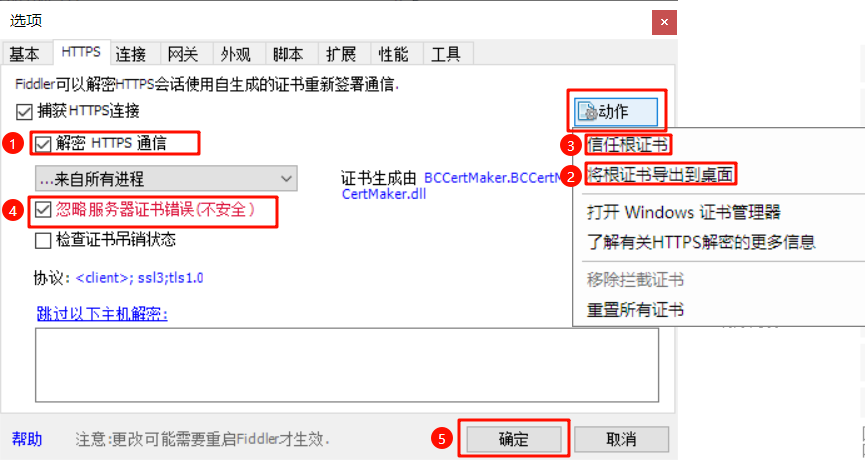 选项
基本 HTTPS 连接 网关 外观 脚本 扩展 性能 工具
Fiddler可以解密HTTPS会话使用自生成的证书重新签署通信.
捕获HTTPS连接
动作
1 解密 HTTPS 通信
3 信任根证书
...来自所有进程
证书生成由 BCCertMaker.BCCertM
CertMaker.dll
2 将根证书导出到桌面
4 忽略服务器证书错误(不安全)
打开 Windows 证书管理器
检查证书吊销状态
了解有关HTTPS解密的更多信息
协议: <client>; ssl3;tls1.0
移除拦截证书
跳过以下主机解密:
重置所有证书
帮助
注意:更改可能需要重启Fiddler才生效.
5 确定
取消